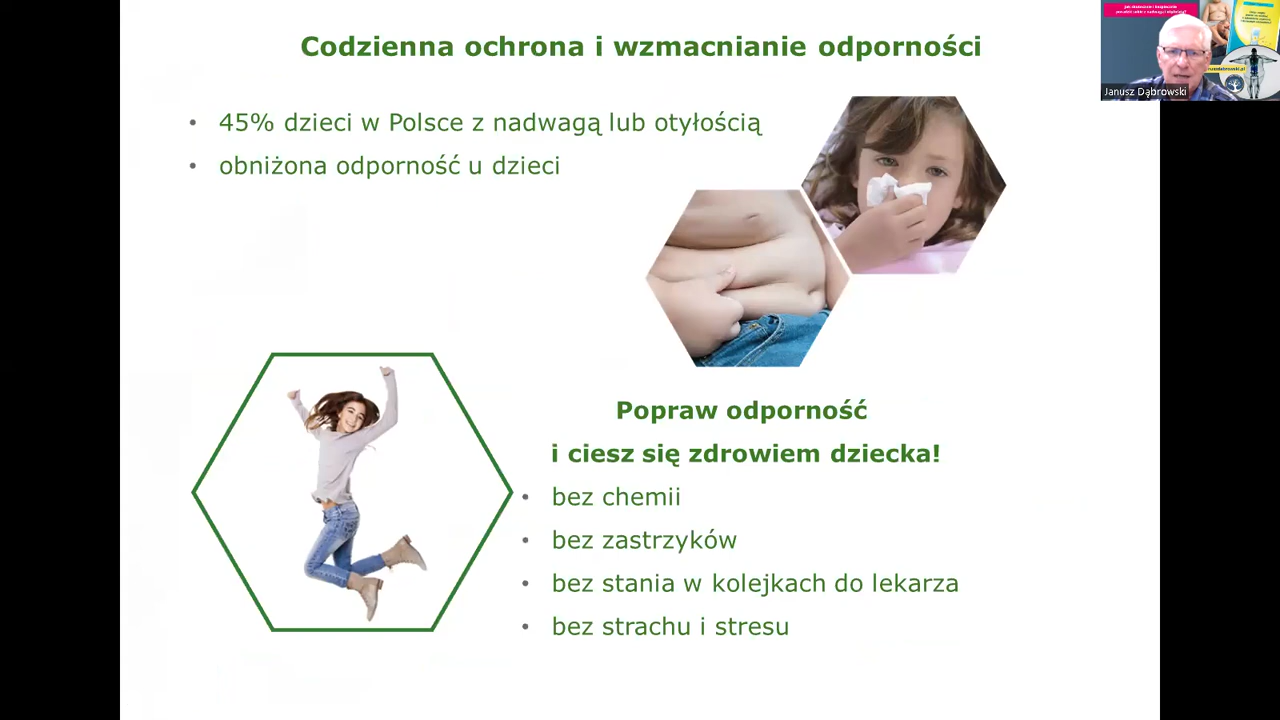 Codzienna ochrona i wzmacnianie odporności
• 45% dzieci w Polsce z nadwagą lub otyłością
• obniżona odporność u dzieci
Popraw odporność
i ciesz się zdrowiem dziecka!
• bez chemii
• bez zastrzyków
• bez stania w kolejkach do lekarza
• bez strachu i stresu
Janusz Dąbrowski